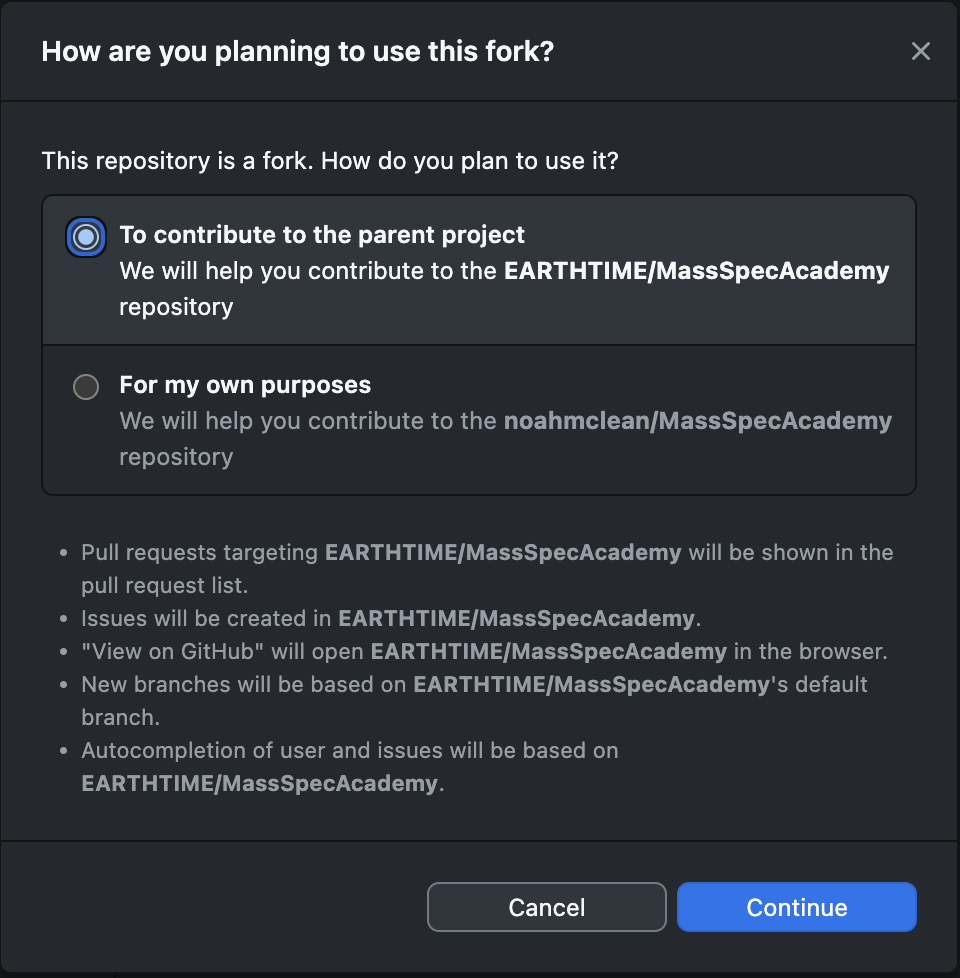 How are you planning to use this fork?
This repository is a fork. How do you plan to use it?
To contribute to the parent project
We will help you contribute to the EARTHTIME/MassSpecAcademy
repository
For my own purposes
We will help you contribute to the noahmclean/MassSpecAcademy
repository
• Pull requests targeting EARTHTIME/MassSpecAcademy will be shown in the
pull request list.
• Issues will be created in EARTHTIME/MassSpecAcademy.
• "View on GitHub" will open EARTHTIME/MassSpecAcademy in the browser.
• New branches will be based on EARTHTIME/MassSpecAcademy's default
branch.
• Autocompletion of user and issues will be based on
EARTHTIME/MassSpecAcademy.
Cancel
Continue